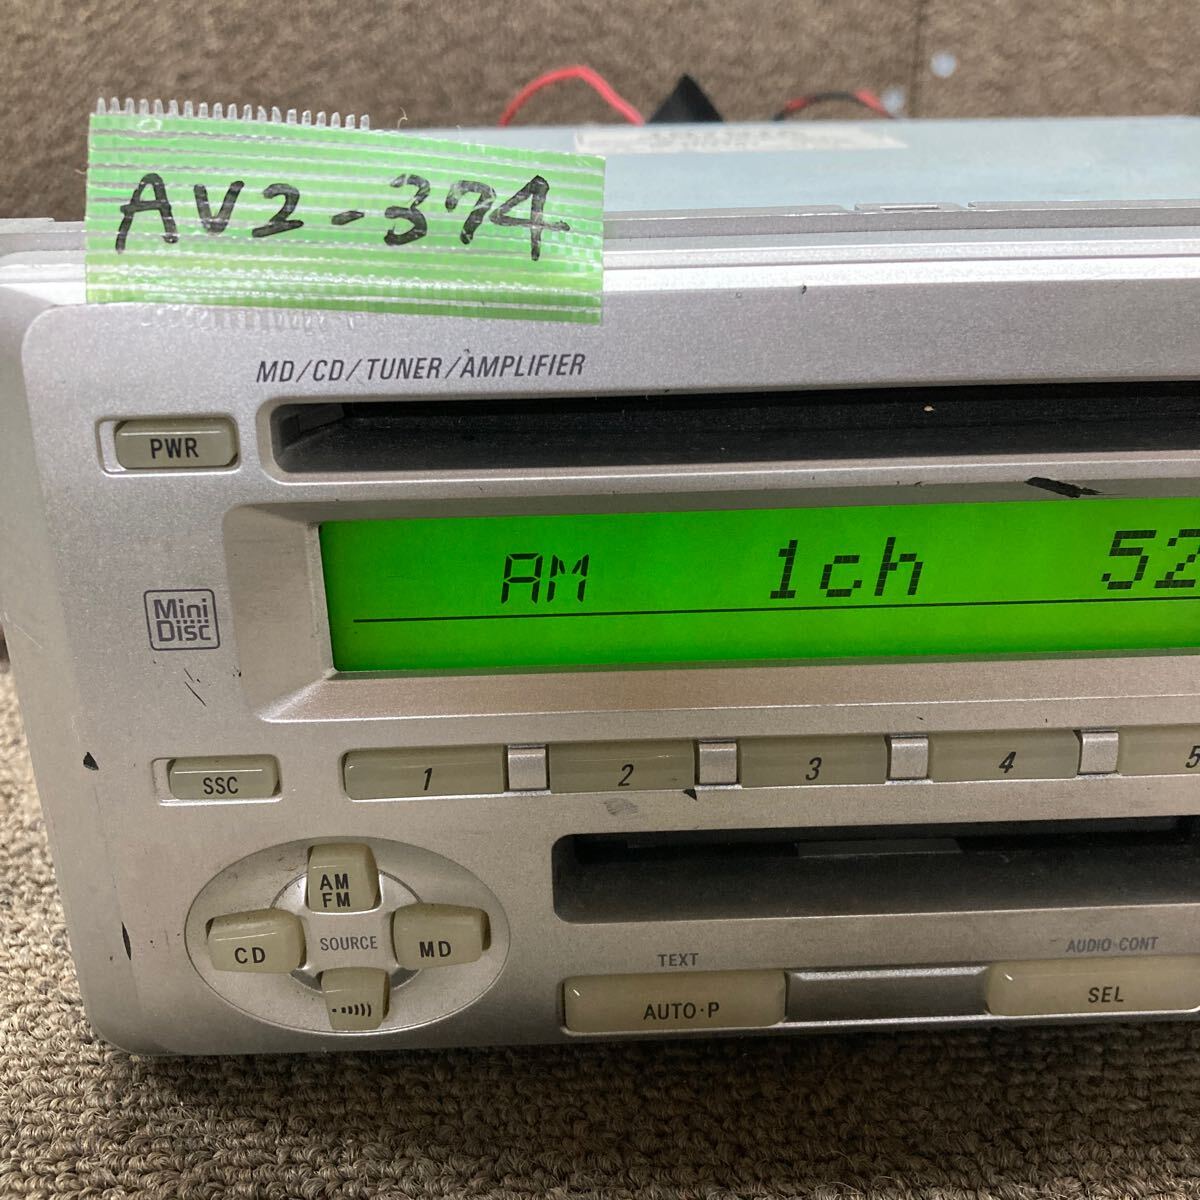 AV2-374
MD/CD/TUNER/AMPLIFIER
PWR
AM 1ch 52
Mini
Disc
SSC
1 2 3 4 5
AM
FM
CD SOURCE MD
TEXT
AUDIO·CONT
AUTO·P
SEL